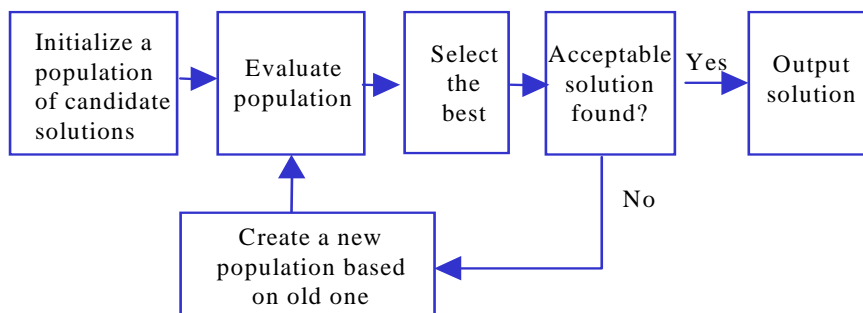 Initialize a
population
of candidate
solutions
Evaluate
population
Select
the
best
Acceptable
solution
found?
Yes
Output
solution
No
Create a new
population based
on old one